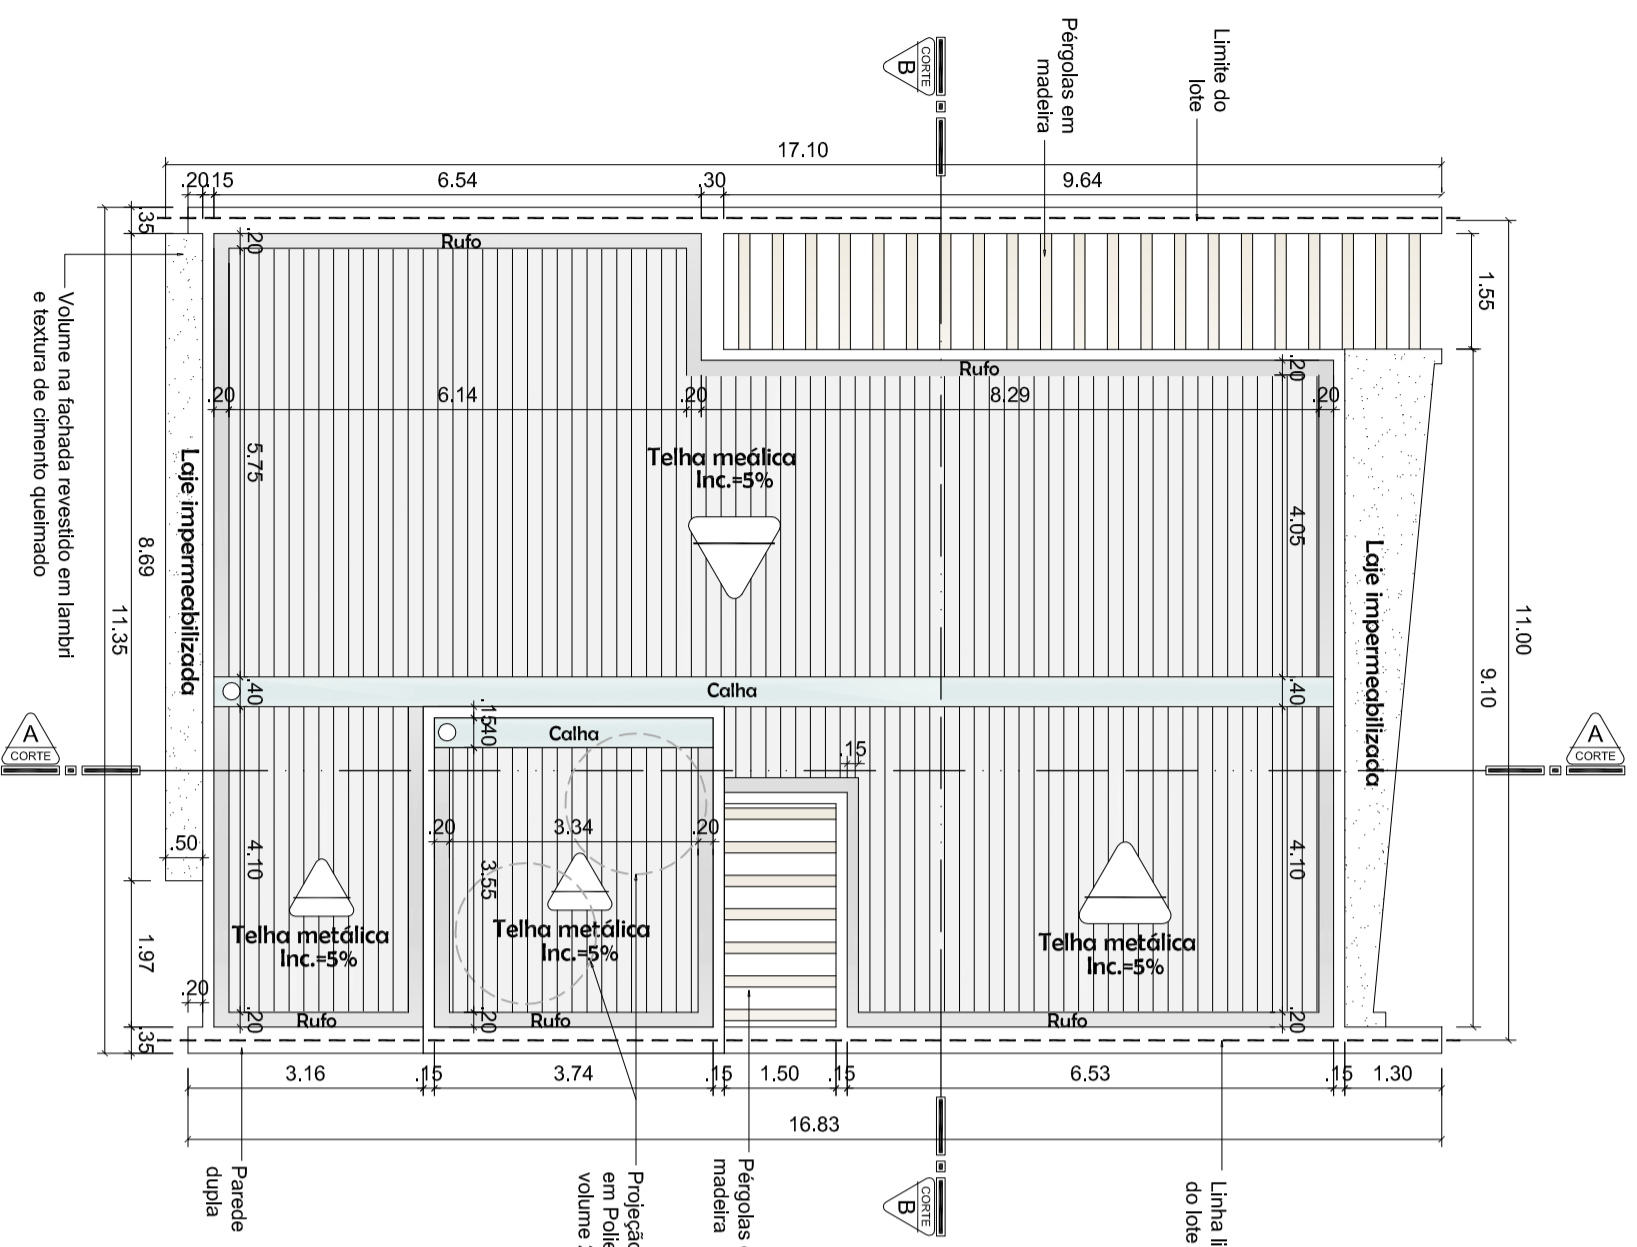 Limite do
lote
Pérgolas em
madeira
CORTE
B
17.10
.20
15
6.54
.30
9.64
.35
.20
Rufo
1.55
Rufo
.20
.20
6.14
.20
8.29
.20
Volume na fachada revestido em lambri
e textura de cimento queimado
Laje impermeabilizada
5.75
Telha meálica
Inc.=5%
4.05
Laje impermeabilizada
8.69
11.35
11.00
9.10
.40
Calha
.40
.15
40
Calha
A
CORTE
A
CORTE
.15
.50
4.10
.20
3.34
.20
3.55
4.10
Telha metálica
Inc.=5%
Telha metálica
Inc.=5%
Telha metálica
Inc.=5%
1.97
.20
.20
Rufo
.20
Rufo
Rufo
.20
.35
3.16
.15
3.74
.15
1.50
.15
6.53
.15
1.30
16.83
Parede
dupla
Projeção
em
volume
Pérgolas
madeira
CORTE
B
Linha
do lote